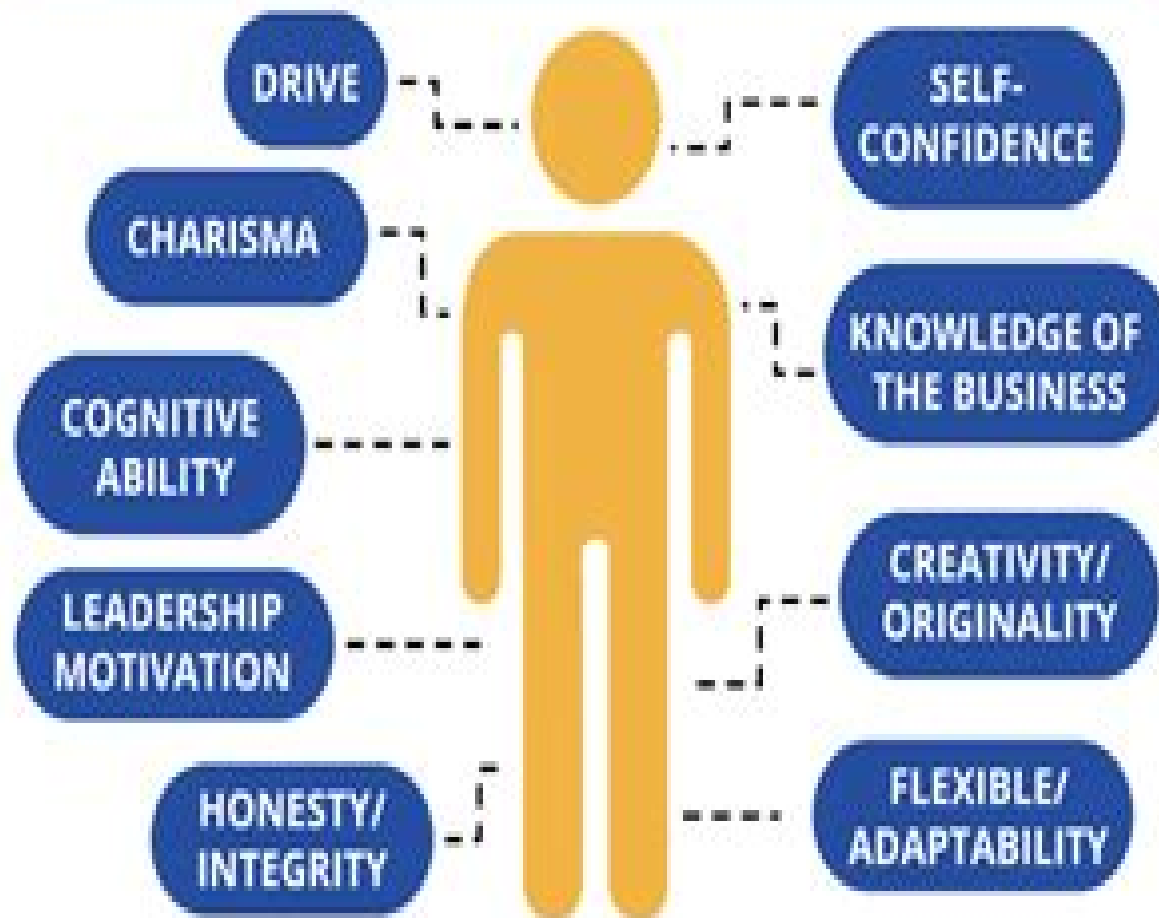 DRIVE
CHARISMA
COGNITIVE
ABILITY
LEADERSHIP
MOTIVATION
HONESTY/
INTEGRITY
SELF-
CONFIDENCE
KNOWLEDGE OF
THE BUSINESS
CREATIVITY/
ORIGINALITY
FLEXIBLE/
ADAPTABILITY